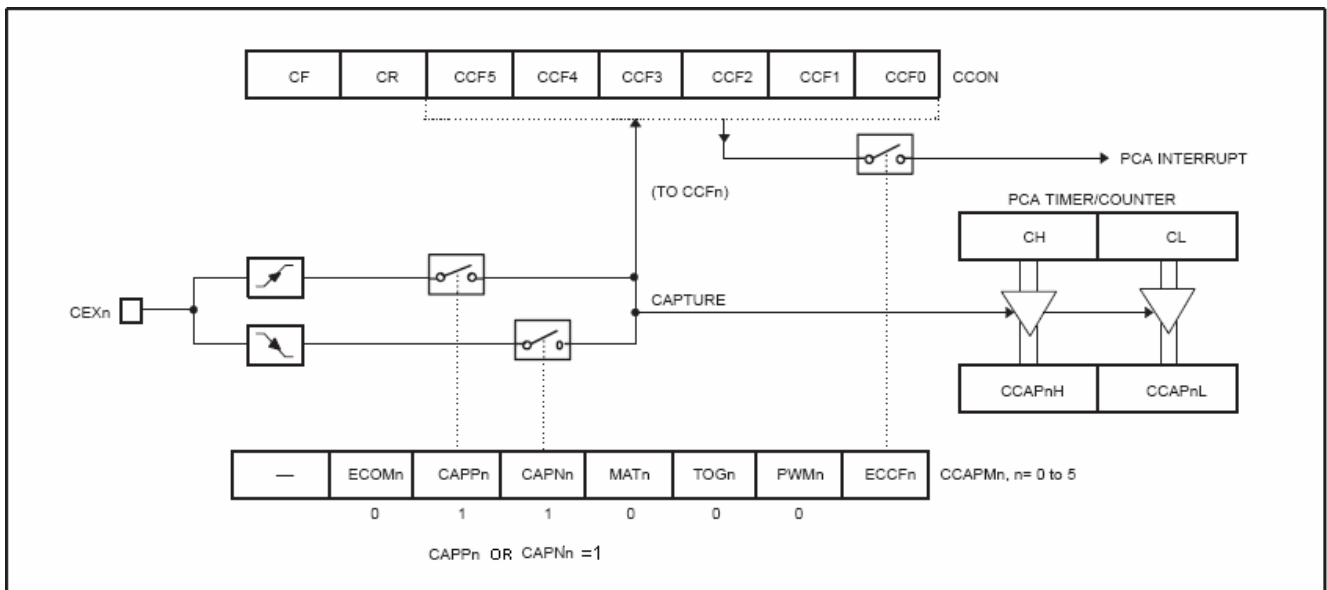 CF CR CCF5 CCF4 CCF3 CCF2 CCF1 CCF0 CCON
PCA INTERRUPT
(TO CCFn)
PCA TIMER/COUNTER
CH CL
CEXn
CAPTURE
CCAPnH CCAPnL
— ECOMn CAPPn CAPNn MATn TOGn PWMn ECCFn CCAPMn, n= 0 to 5
0 1 1 0 0 0
CAPPn OR CAPNn =1